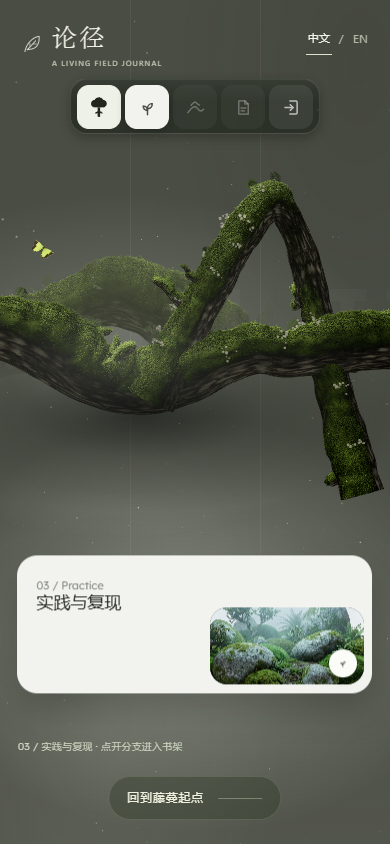 论径
A LIVING FIELD JOURNAL
中文 / EN
03 / Practice
实践与复现
03 / 实践与复现 · 点开分支进入书架
回到藤蔓起点